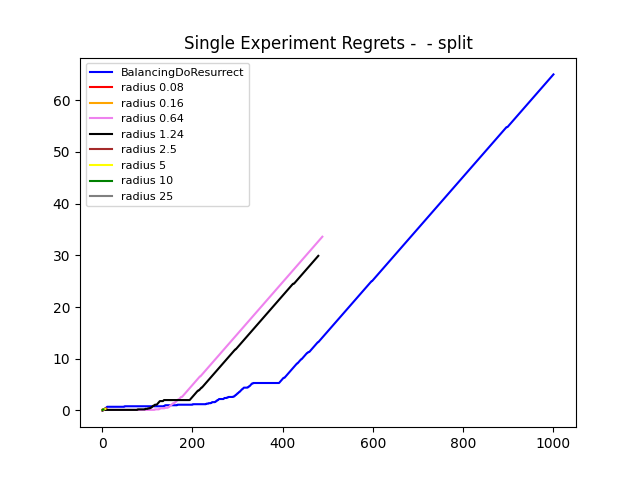 Single Experiment Regrets -  - split
BalancingDoResurrect
radius 0.08
radius 0.16
radius 0.64
radius 1.24
radius 2.5
radius 5
radius 10
radius 25
60
50
40
30
20
10
0
0 200 400 600 800 1000